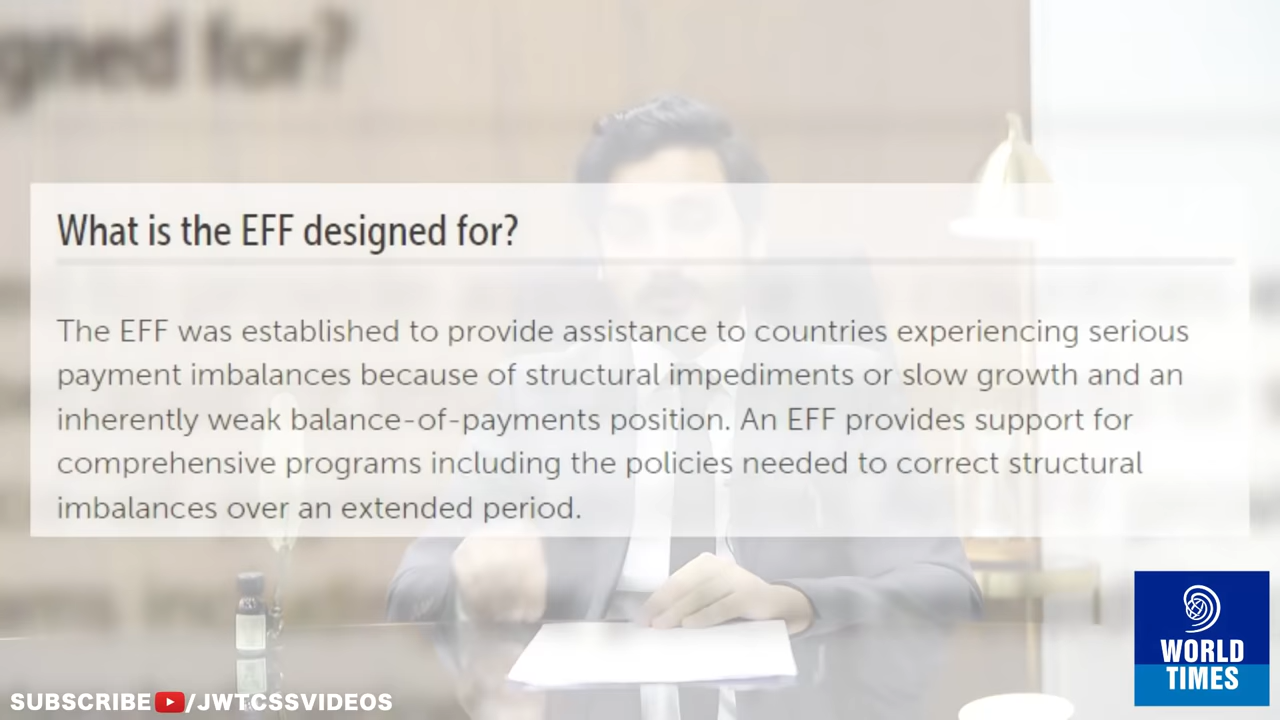 gned for?
What is the EFF designed for?
The EFF was established to provide assistance to countries experiencing serious
payment imbalances because of structural impediments or slow growth and an
inherently weak balance-of-payments position. An EFF provides support for
comprehensive programs including the policies needed to correct structural
imbalances over an extended period.
WORLD
TIMES
SUBSCRIBE /JWTCSSVIDEOS